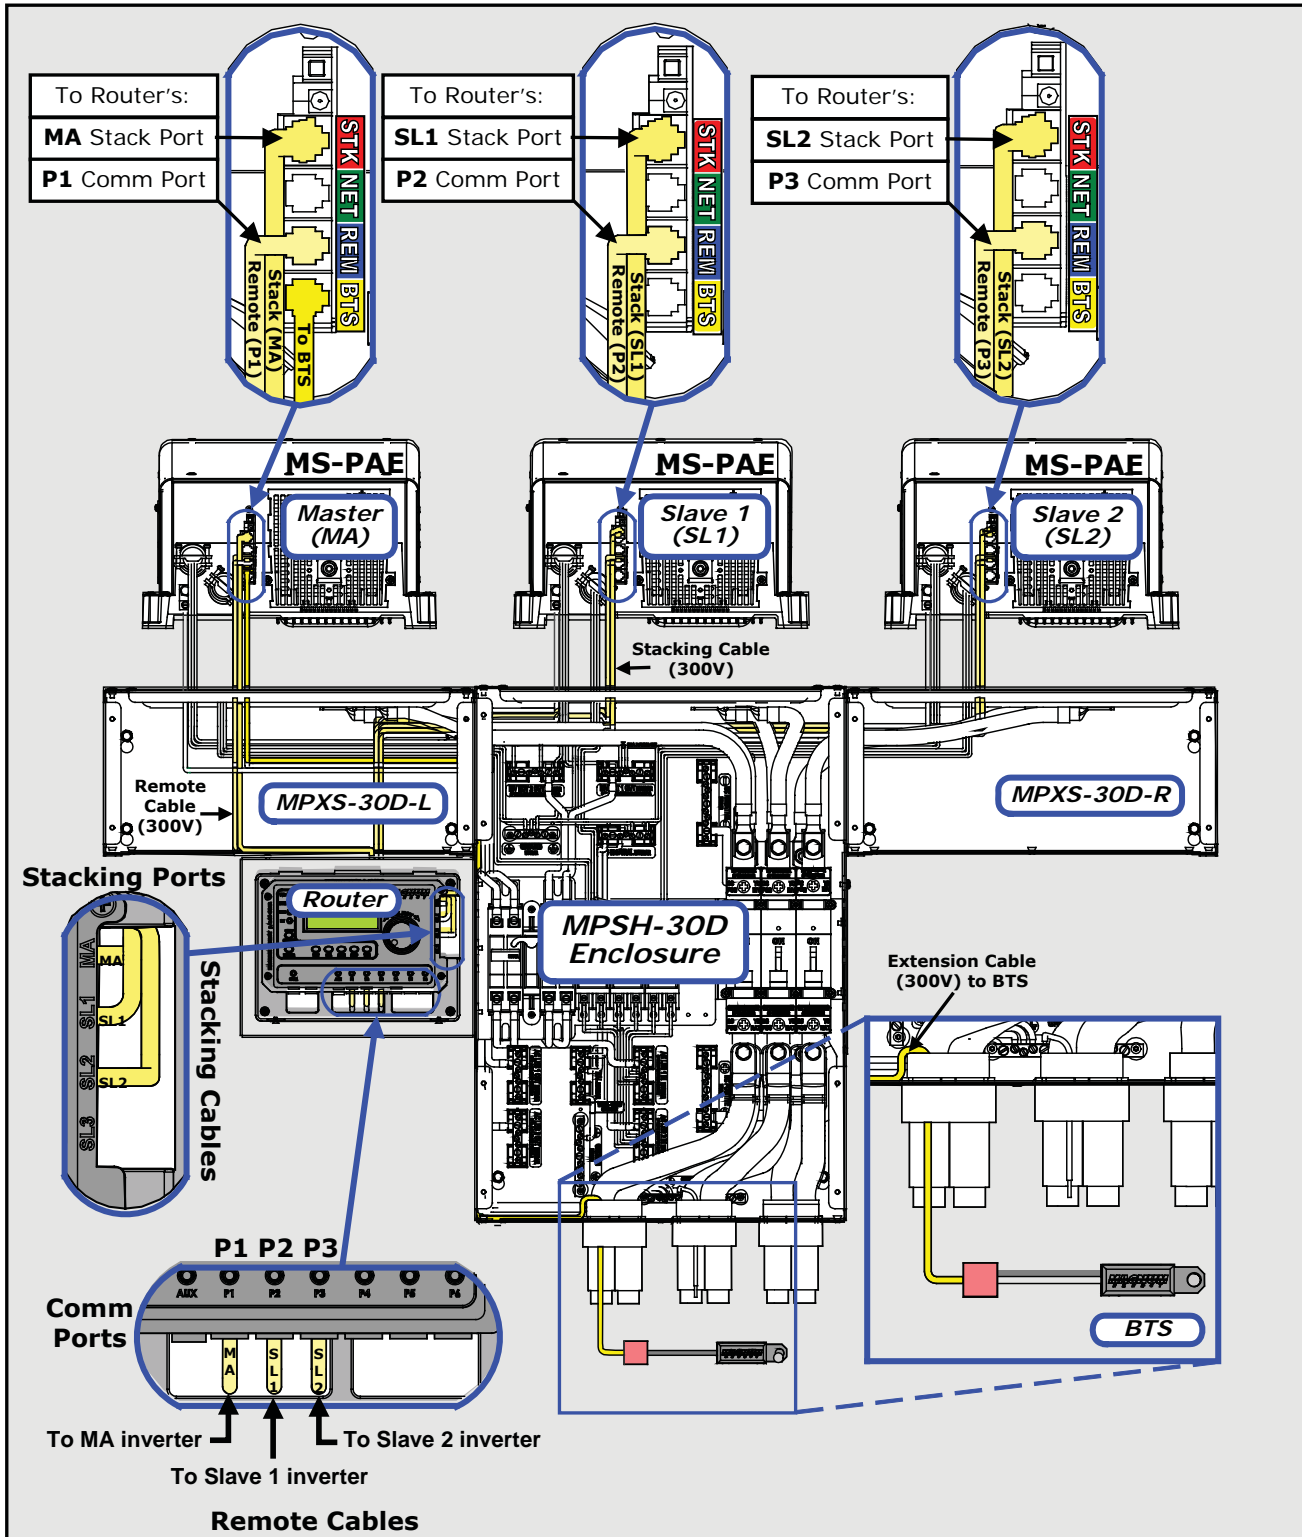 To Router's:
MA Stack Port
P1 Comm Port
To Router's:
SL1 Stack Port
P2 Comm Port
To Router's:
SL2 Stack Port
P3 Comm Port
STK NET REM BTS
Remote (P1)
Stack (MA)
To BTS
STK NET REM BTS
Remote (P2)
Stack (SL1)
STK NET REM BTS
Remote (P3)
Stack (SL2)
MS-PAE
Master
(MA)
MS-PAE
Slave 1
(SL1)
MS-PAE
Slave 2
(SL2)
Stacking Cable
(300V)
Remote
Cable
(300V)
MPXS-30D-L
MPXS-30D-R
Stacking Ports
Router
MPSH-30D
Enclosure
ON
ON
Extension Cable
(300V) to BTS
MA
SL1
SL2
SL3
MA
SL1
SL2
Stacking Cables
BTS
P1 P2 P3
AUX P1 P2 P3 P4 P5 P6
Comm
Ports
MA
SL1
SL2
To MA inverter
To Slave 2 inverter
To Slave 1 inverter
Remote Cables